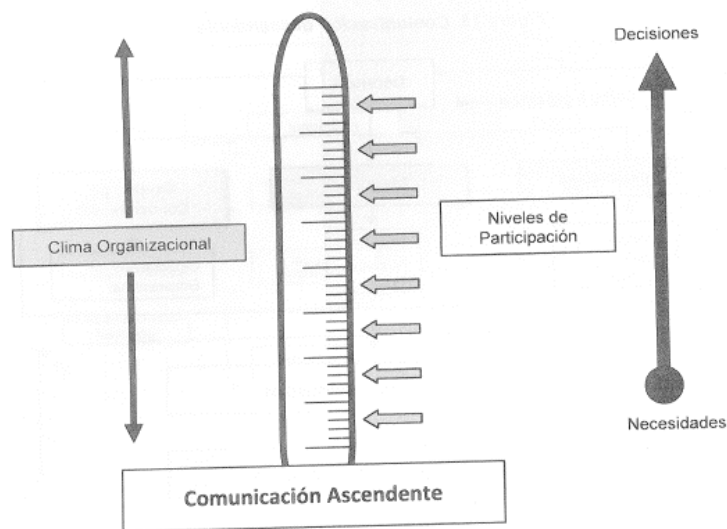 Decisiones
Clima Organizacional
Niveles de
Participación
Necesidades
Comunicación Ascendente